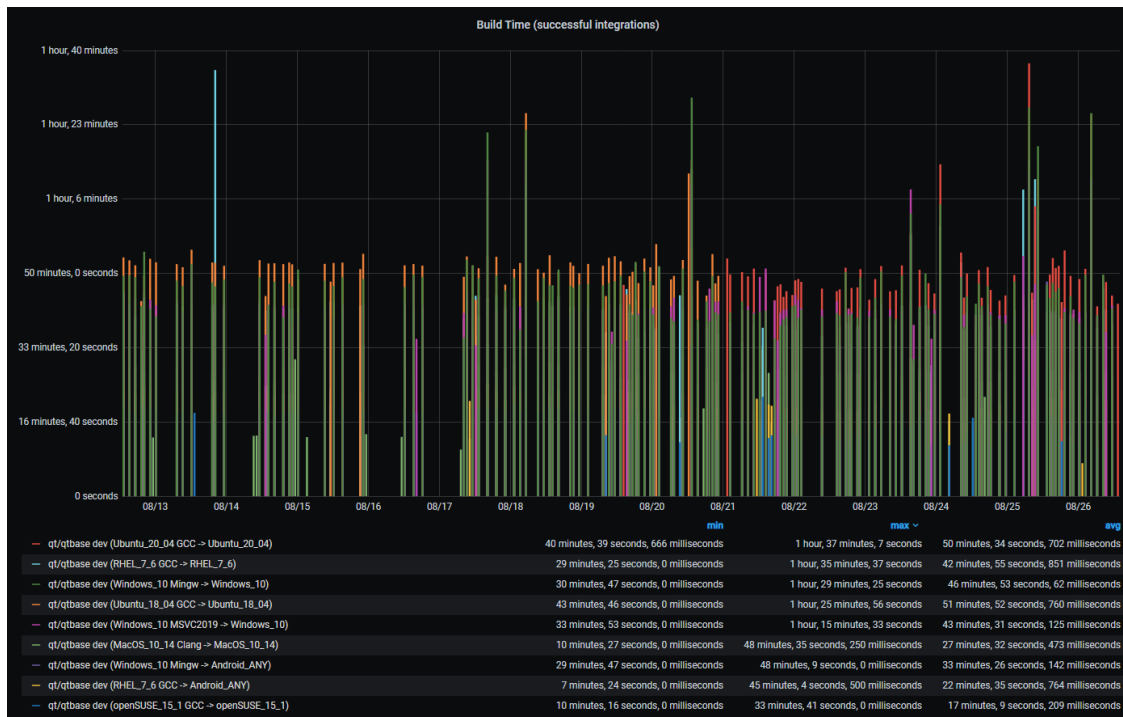 Build Time (successful integrations)
1 hour, 40 minutes
1 hour, 23 minutes
1 hour, 6 minutes
50 minutes, 0 seconds
33 minutes, 20 seconds
16 minutes, 40 seconds
0 seconds
08/13 08/14 08/15 08/16 08/17 08/18 08/19 08/20 08/21 08/22 08/23 08/24 08/25 08/26
min max avg
qt/qtbase dev (Ubuntu_20_04 GCC -> Ubuntu_20_04) 40 minutes, 39 seconds, 666 milliseconds 1 hour, 37 minutes, 7 seconds 50 minutes, 34 seconds, 702 milliseconds
qt/qtbase dev (RHEL_7_6 GCC -> RHEL_7_6) 29 minutes, 25 seconds, 0 milliseconds 1 hour, 35 minutes, 37 seconds 42 minutes, 55 seconds, 851 milliseconds
qt/qtbase dev (Windows_10 Mingw -> Windows_10) 30 minutes, 47 seconds, 0 milliseconds 1 hour, 29 minutes, 25 seconds 46 minutes, 53 seconds, 62 milliseconds
qt/qtbase dev (Ubuntu_18_04 GCC -> Ubuntu_18_04) 43 minutes, 46 seconds, 0 milliseconds 1 hour, 25 minutes, 56 seconds 51 minutes, 52 seconds, 760 milliseconds
qt/qtbase dev (Windows_10 MSVC2019 -> Windows_10) 33 minutes, 53 seconds, 0 milliseconds 1 hour, 15 minutes, 33 seconds 43 minutes, 31 seconds, 125 milliseconds
qt/qtbase dev (MacOS_10_14 Clang -> MacOS_10_14) 10 minutes, 27 seconds, 0 milliseconds 48 minutes, 35 seconds, 250 milliseconds 27 minutes, 32 seconds, 473 milliseconds
qt/qtbase dev (Windows_10 Mingw -> Android_ANY) 29 minutes, 47 seconds, 0 milliseconds 48 minutes, 9 seconds, 0 milliseconds 33 minutes, 26 seconds, 142 milliseconds
qt/qtbase dev (RHEL_7_6 GCC -> Android_ANY) 7 minutes, 24 seconds, 0 milliseconds 45 minutes, 4 seconds, 500 milliseconds 22 minutes, 35 seconds, 764 milliseconds
qt/qtbase dev (openSUSE_15_1 GCC -> openSUSE_15_1) 10 minutes, 16 seconds, 0 milliseconds 33 minutes, 41 seconds, 0 milliseconds 17 minutes, 9 seconds, 209 milliseconds